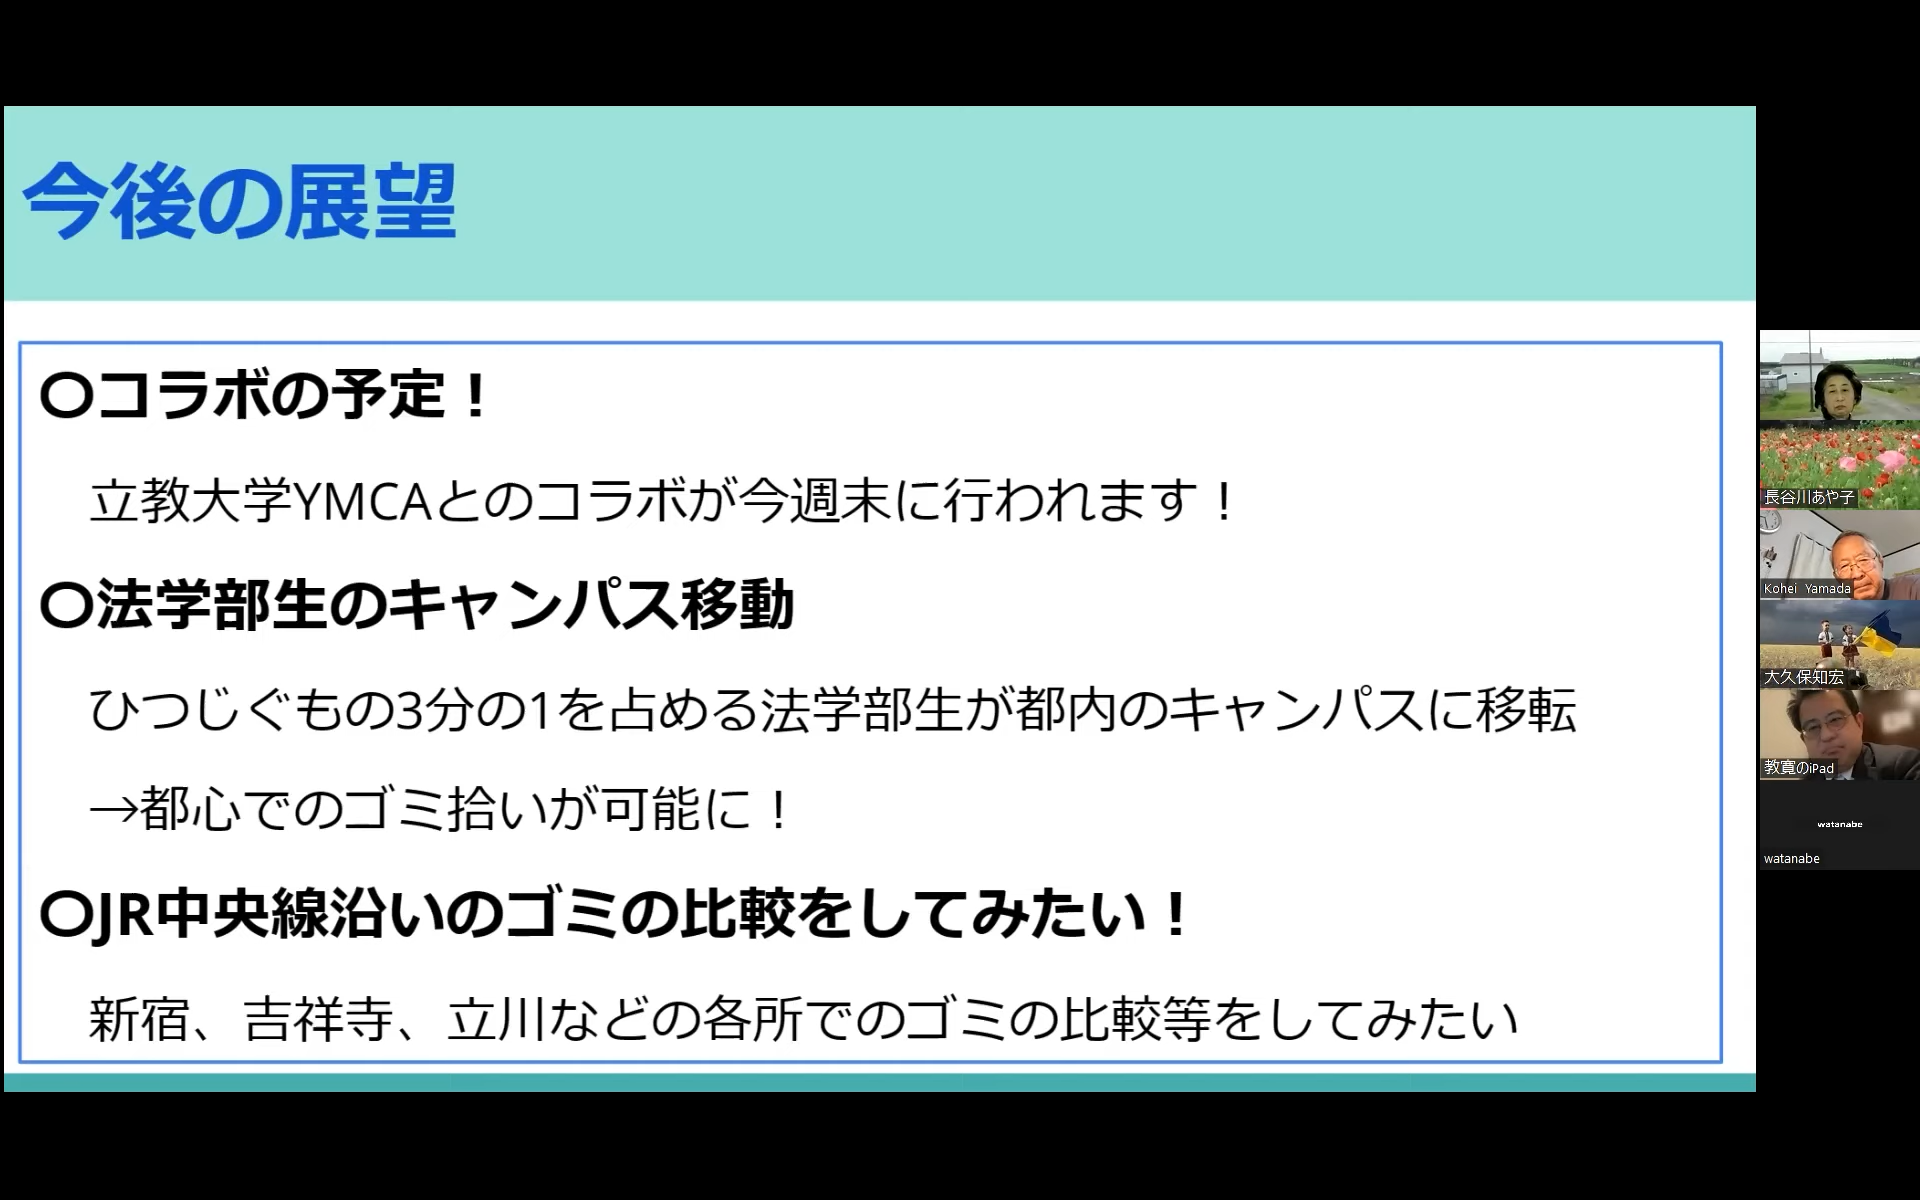 今後の展望
〇コラボの予定！
立教大学YMCAとのコラボが今週末に行われます！
〇法学部生のキャンパス移動
ひつじぐもの3分の1を占める法学部生が都内のキャンパスに移転
→都心でのゴミ拾いが可能に！
〇JR中央線沿いのゴミの比較をしてみたい！
新宿、吉祥寺、立川などの各所でのゴミの比較等をしてみたい
長谷川あや子
Kohei Yamada
大久保知宏
教寛のiPad
watanabe
watanabe